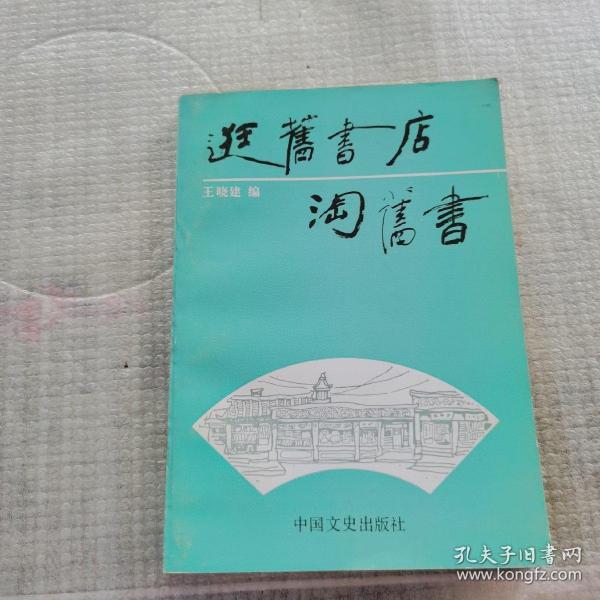 逛舊書店
王晓建 编
淘舊書
中国文史出版社
孔夫子旧书网
www.kongfz.com